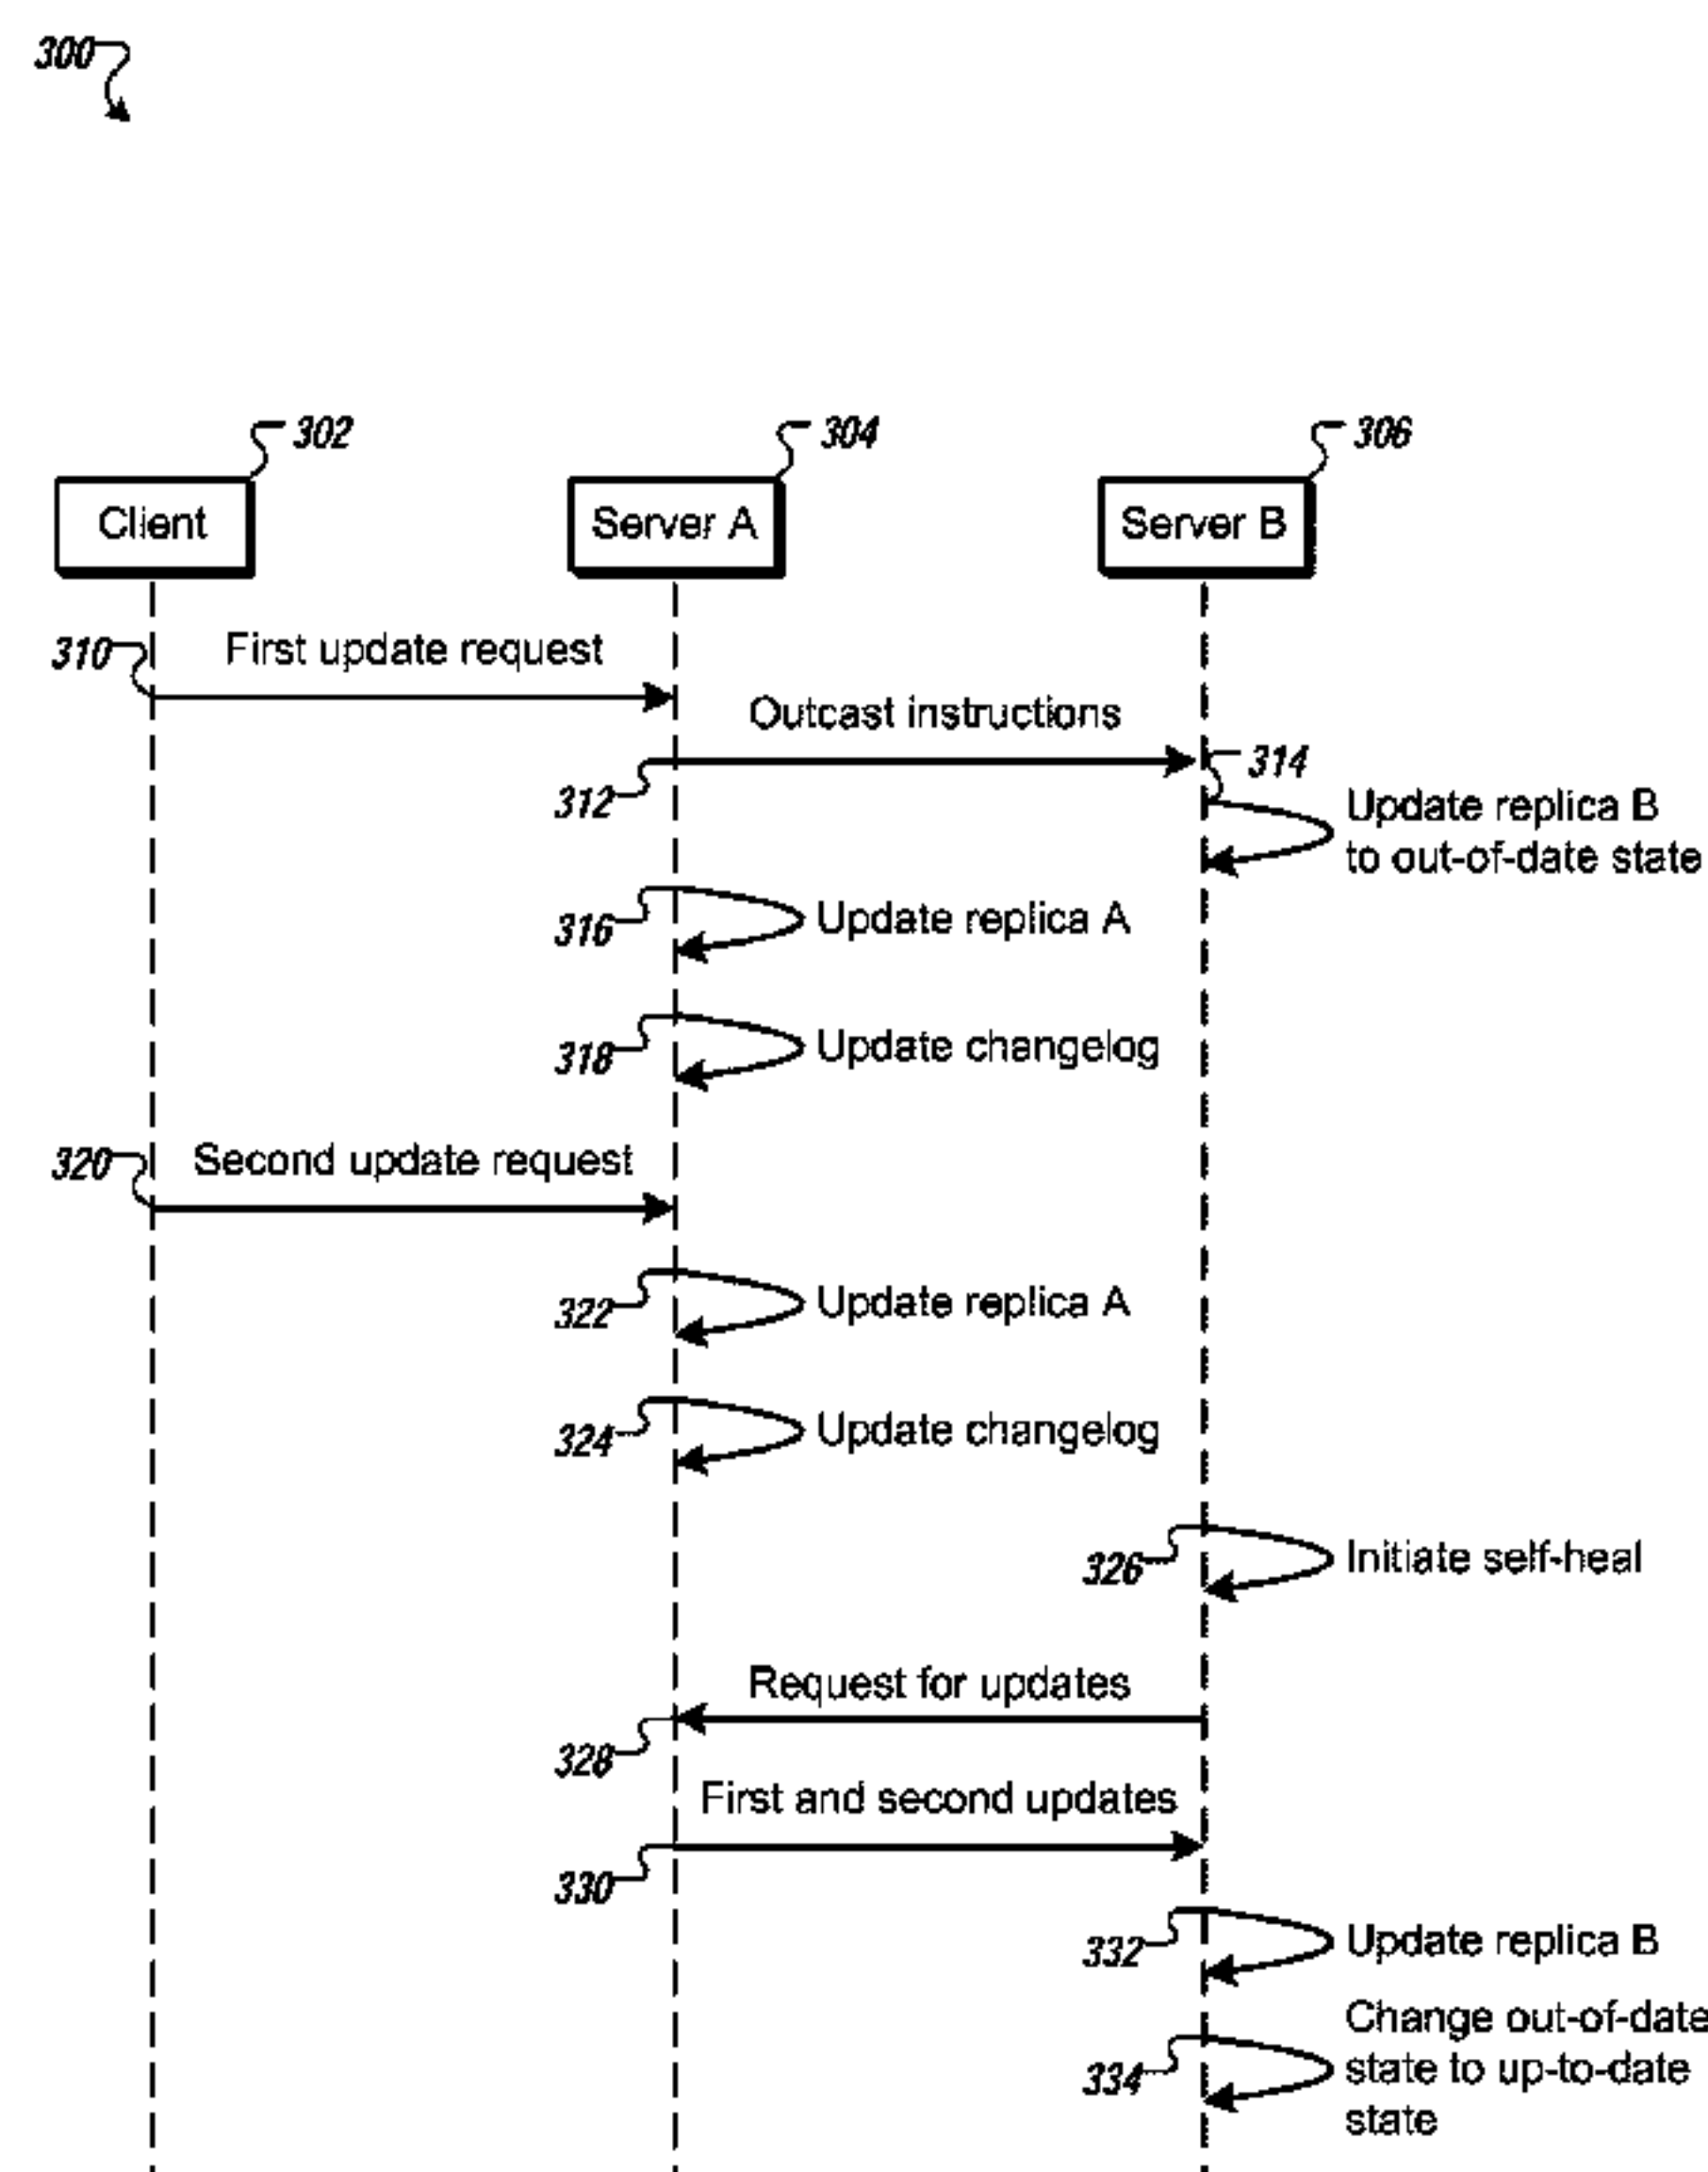 300
302
304
306
Client
Server A
Server B
310
First update request
Outcast instructions
312
314
Update replica B
to out-of-date state
316
Update replica A
318
Update changelog
320
Second update request
322
Update replica A
324
Update changelog
326
Initiate self-heal
Request for updates
328
First and second updates
330
332
Update replica B
Change out-of-date
334
state to up-to-date
state